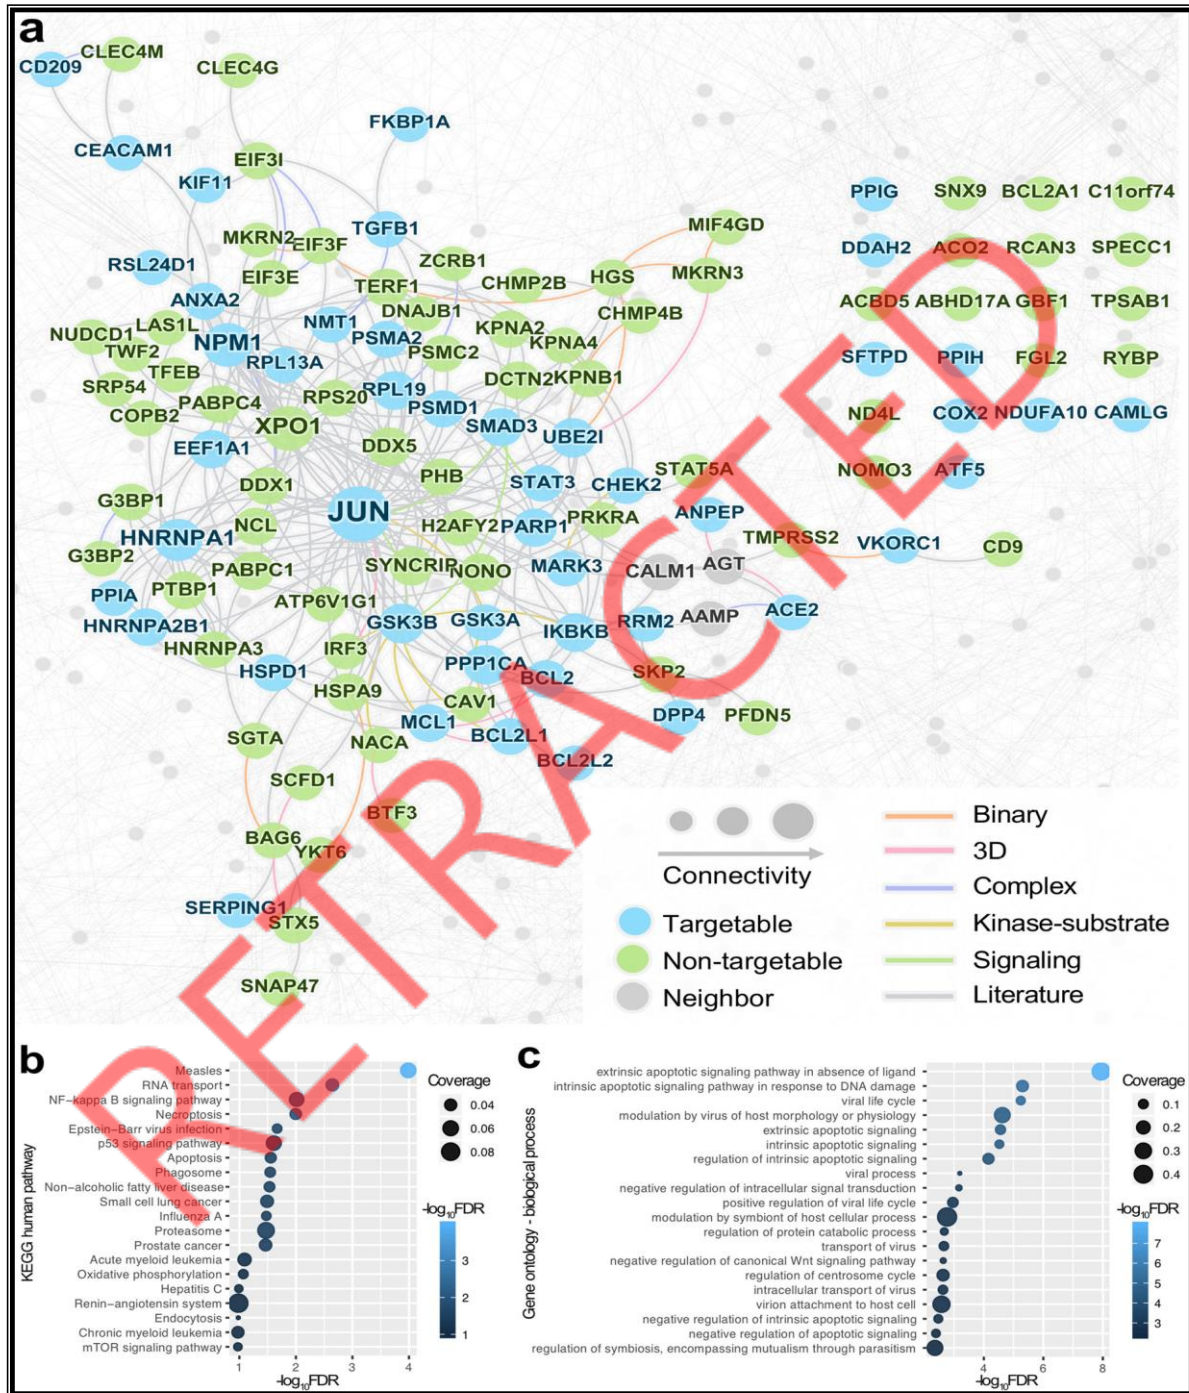 a
CLEC4M
CD209
CLEC4G
FKBP1A
CEACAM1
EIF3I
KIF11
PPIG
SNX9
BCL2A1
C11orf74
MKRN2
EIF3F
TGFB1
MIF4GD
RSL24D1
EIF3E
ZCRB1
HGS
MKRN3
DDAH2
ACO2
RCAN3
SPECC1
ANXA2
TERF1
CHMP2B
ACBD5
ABHD17A
GBF1
TPSAB1
NUDCD1
LAS1L
NPM1
NMT1
DNAJB1
PSMA2
KPNA2
CHMP4B
TWF2
TFEB
RPL13A
PSMC2
KPNA4
SFTPD
PPIH
FGL2
RYBP
SRP54
PABPC4
RPS20
RPL19
DCTN2
KPNB1
COPB2
XPO1
PSMD1
SMAD3
UBE2I
ND4L
COX2
NDUFA10
CAMLG
EEF1A1
DDX5
DDX1
PHB
STAT3
CHEK2
STAT5A
NOMO3
ATF5
G3BP1
JUN
ANPEP
HNRNPA1
NCL
H2AFY2
PARP1
PRKRA
TMPRSS2
VKORC1
CD9
G3BP2
PABPC1
SYNCRIP
NONO
MARK3
CALM1
AGT
PPIA
PTBP1
ATP6V1G1
HNRNPA2B1
GSK3B
GSK3A
IKBKB
RRM2
AAMP
ACE2
HNRNPA3
IRF3
HSPD1
HSPA9
PPP1CA
BCL2
SKP2
CAV1
MCL1
DPP4
PFDN5
SGTA
NACA
BCL2L1
BCL2L2
SCFD1
BTF3
BAG6
YKT6
SERPING1
STX5
SNAP47
Connectivity
Targetable
Non-targetable
Neighbor
Binary
3D
Complex
Kinase-substrate
Signaling
Literature
RETRACTED
b
KEGG human pathway
Measles
RNA transport
NF−kappa B signaling pathway
Necroptosis
Epstein−Barr virus infection
p53 signaling pathway
Apoptosis
Phagosome
Non−alcoholic fatty liver disease
Small cell lung cancer
Influenza A
Proteasome
Prostate cancer
Acute myeloid leukemia
Oxidative phosphorylation
Hepatitis C
Renin−angiotensin system
Endocytosis
Chronic myeloid leukemia
mTOR signaling pathway
1 2 3 4
-log₁₀FDR
Coverage
0.04
0.06
0.08
-log₁₀FDR
3
2
1
c
Gene ontology - biological process
extrinsic apoptotic signaling pathway in absence of ligand
intrinsic apoptotic signaling pathway in response to DNA damage
viral life cycle
modulation by virus of host morphology or physiology
extrinsic apoptotic signaling
intrinsic apoptotic signaling
regulation of intrinsic apoptotic signaling
viral process
negative regulation of intracellular signal transduction
positive regulation of viral life cycle
modulation by symbiont of host cellular process
regulation of protein catabolic process
transport of virus
negative regulation of canonical Wnt signaling pathway
regulation of centrosome cycle
intracellular transport of virus
virion attachment to host cell
negative regulation of intrinsic apoptotic signaling
negative regulation of apoptotic signaling
regulation of symbiosis, encompassing mutualism through parasitism
4 6 8
-log₁₀FDR
Coverage
0.1
0.2
0.3
0.4
-log₁₀FDR
7
6
5
4
3